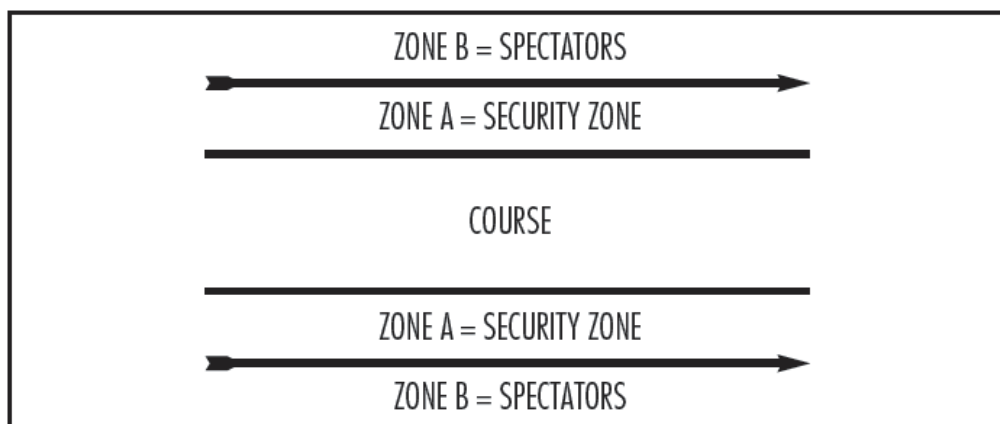 ZONE B = SPECTATORS
ZONE A = SECURITY ZONE
COURSE
ZONE A = SECURITY ZONE
ZONE B = SPECTATORS